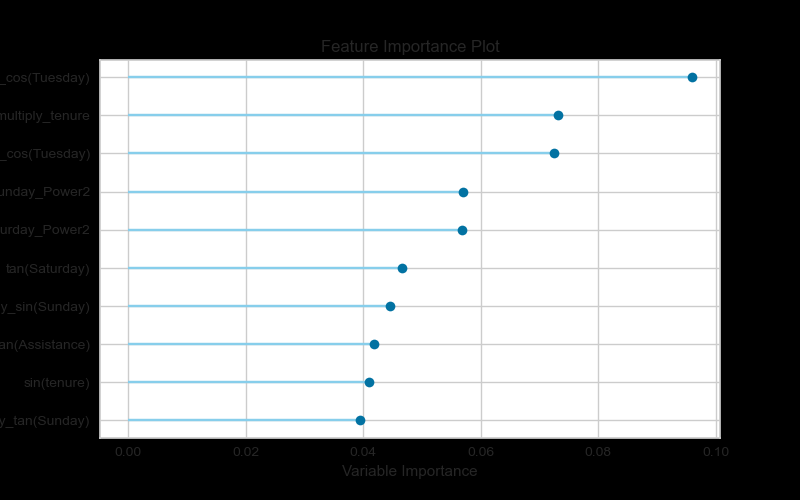 Feature Importance Plot
_cos(Tuesday)
multiply_tenure
_cos(Tuesday)
unday_Power2
urday_Power2
tan(Saturday)
y_sin(Sunday)
an(Assistance)
sin(tenure)
y_tan(Sunday)
0.00 0.02 0.04 0.06 0.08 0.10
Variable Importance